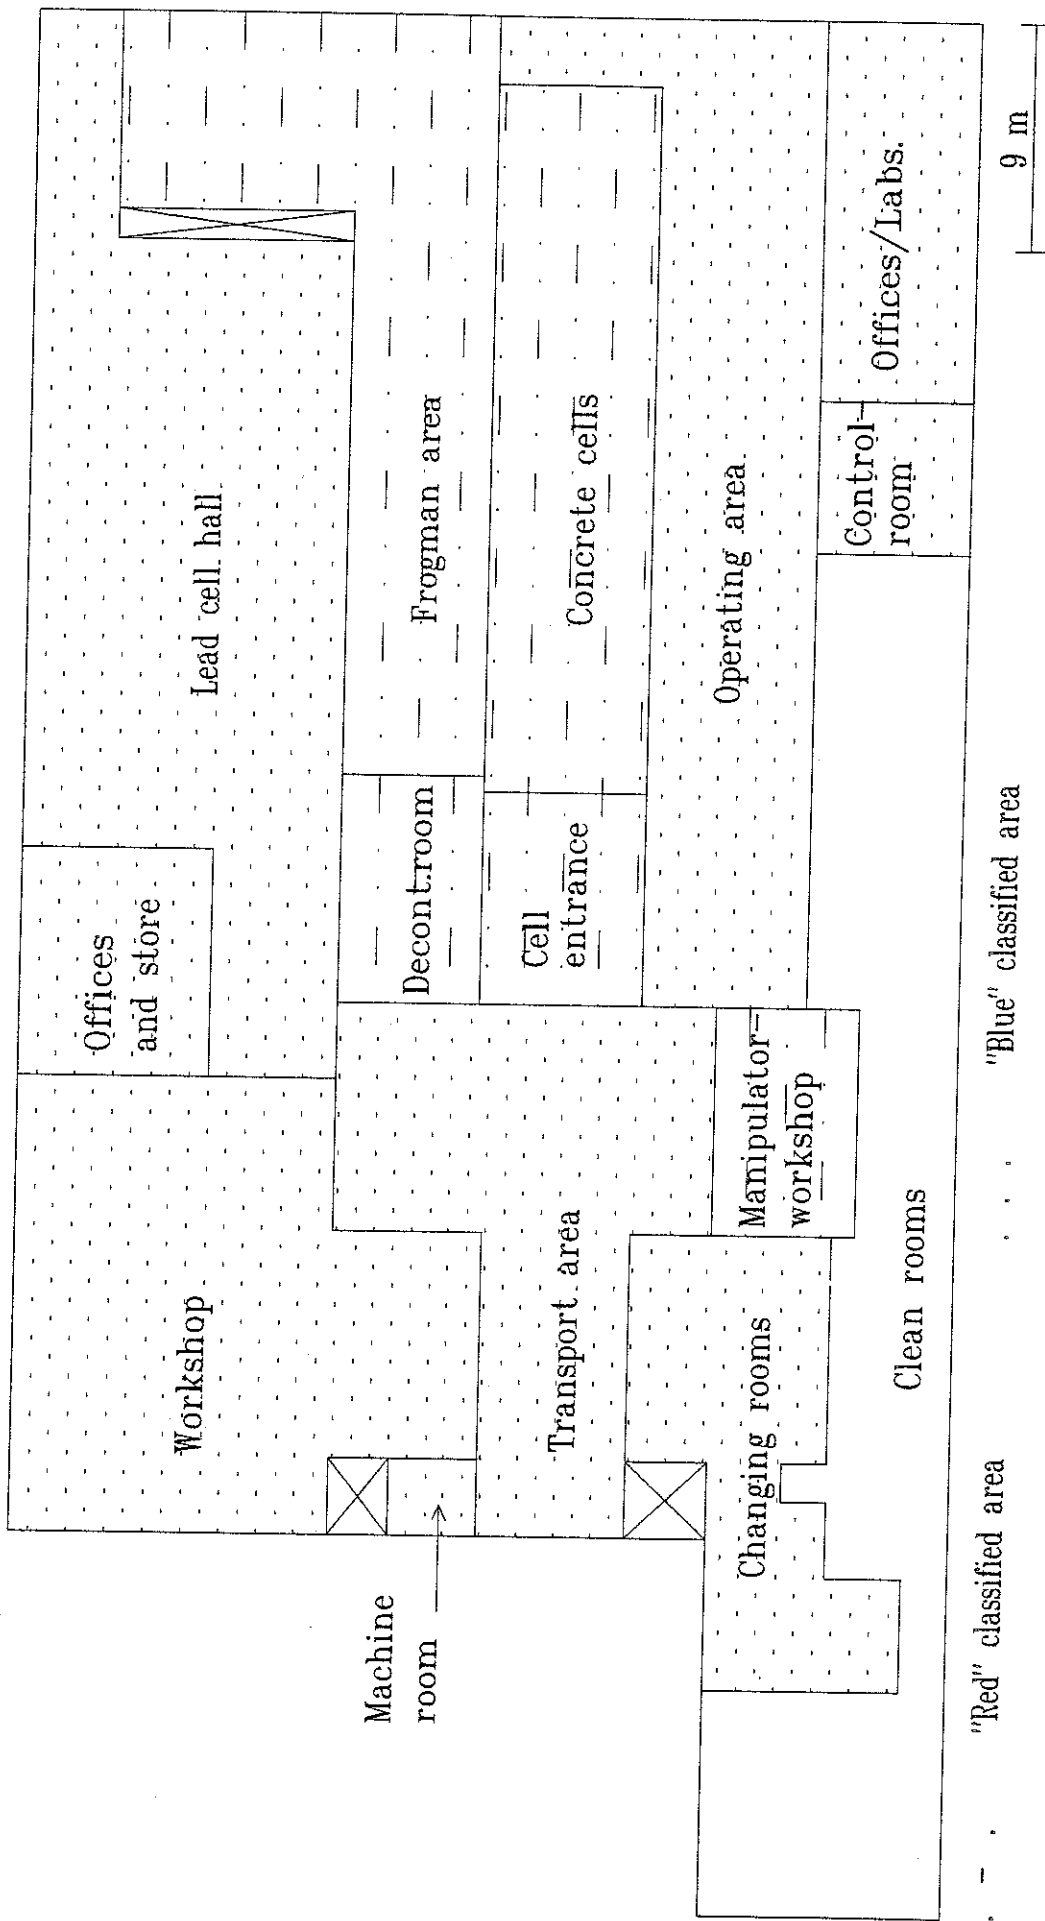 Workshop
Offices
and store
Lead cell hall
Machine
room
Transport area
Decont.room
Frogman area
Cell
entrance
Concrete cells
Changing rooms
Manipulator-
workshop
Operating area
Clean rooms
Control-
room
Offices/Labs.
"Red" classified area
"Blue" classified area
9 m